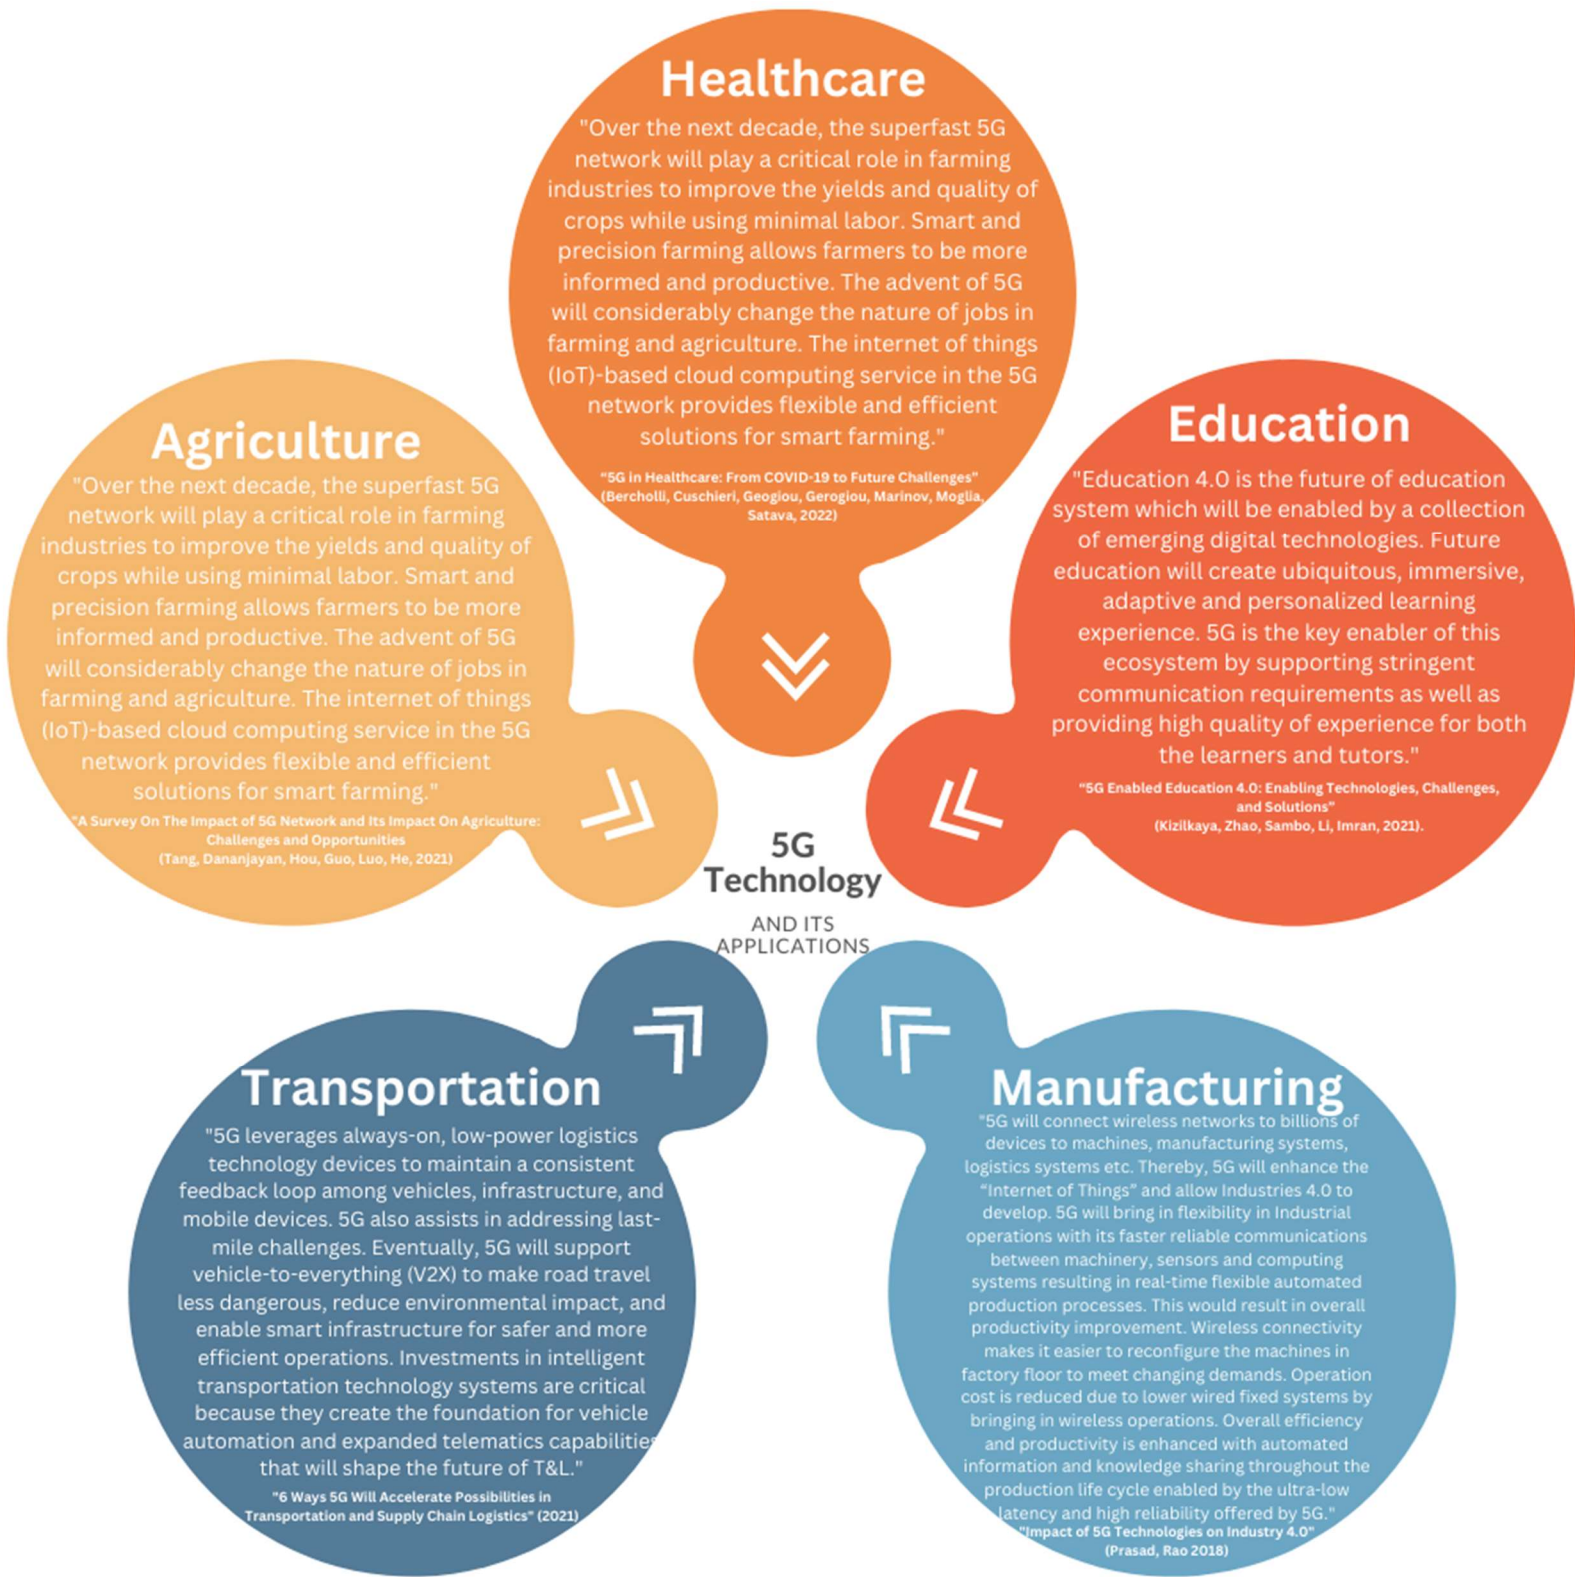 Healthcare
"Over the next decade, the superfast 5G
network will play a critical role in farming
industries to improve the yields and quality of
crops while using minimal labor. Smart and
precision farming allows farmers to be more
informed and productive. The advent of 5G
will considerably change the nature of jobs in
farming and agriculture. The internet of things
(IoT)-based cloud computing service in the 5G
network provides flexible and efficient
solutions for smart farming."
"5G in Healthcare: From COVID-19 to Future Challenges"
(Bercholli, Cuschieri, Geogiou, Gerogiou, Marinov, Moglia,
Satava, 2022)
Agriculture
"Over the next decade, the superfast 5G
network will play a critical role in farming
industries to improve the yields and quality of
crops while using minimal labor. Smart and
precision farming allows farmers to be more
informed and productive. The advent of 5G
will considerably change the nature of jobs in
farming and agriculture. The internet of things
(IoT)-based cloud computing service in the 5G
network provides flexible and efficient
solutions for smart farming."
"A Survey On The Impact of 5G Network and Its Impact On Agriculture:
Challenges and Opportunities
(Tang, Dananjayan, Hou, Guo, Luo, He, 2021)
Education
"Education 4.0 is the future of education
system which will be enabled by a collection
of emerging digital technologies. Future
education will create ubiquitous, immersive,
adaptive and personalized learning
experience. 5G is the key enabler of this
ecosystem by supporting stringent
communication requirements as well as
providing high quality of experience for both
the learners and tutors."
"5G Enabled Education 4.0: Enabling Technologies, Challenges,
and Solutions"
(Kizilkaya, Zhao, Sambo, Li, Imran, 2021).
5G
Technology
AND ITS
APPLICATIONS
Transportation
"5G leverages always-on, low-power logistics
technology devices to maintain a consistent
feedback loop among vehicles, infrastructure, and
mobile devices. 5G also assists in addressing last-
mile challenges. Eventually, 5G will support
vehicle-to-everything (V2X) to make road travel
less dangerous, reduce environmental impact, and
enable smart infrastructure for safer and more
efficient operations. Investments in intelligent
transportation technology systems are critical
because they create the foundation for vehicle
automation and expanded telematics capabilities
that will shape the future of T&L."
"6 Ways 5G Will Accelerate Possibilities in
Transportation and Supply Chain Logistics" (2021)
Manufacturing
"5G will connect wireless networks to billions of
devices to machines, manufacturing systems,
logistics systems etc. Thereby, 5G will enhance the
"Internet of Things" and allow Industries 4.0 to
develop. 5G will bring in flexibility in Industrial
operations with its faster reliable communications
between machinery, sensors and computing
systems resulting in real-time flexible automated
production processes. This would result in overall
productivity improvement. Wireless connectivity
makes it easier to reconfigure the machines in
factory floor to meet changing demands. Operation
cost is reduced due to lower wired fixed systems by
bringing in wireless operations. Overall efficiency
and productivity is enhanced with automated
information and knowledge sharing throughout the
production life cycle enabled by the ultra-low
latency and high reliability offered by 5G."
"Impact of 5G Technologies on Industry 4.0"
(Prasad, Rao 2018)